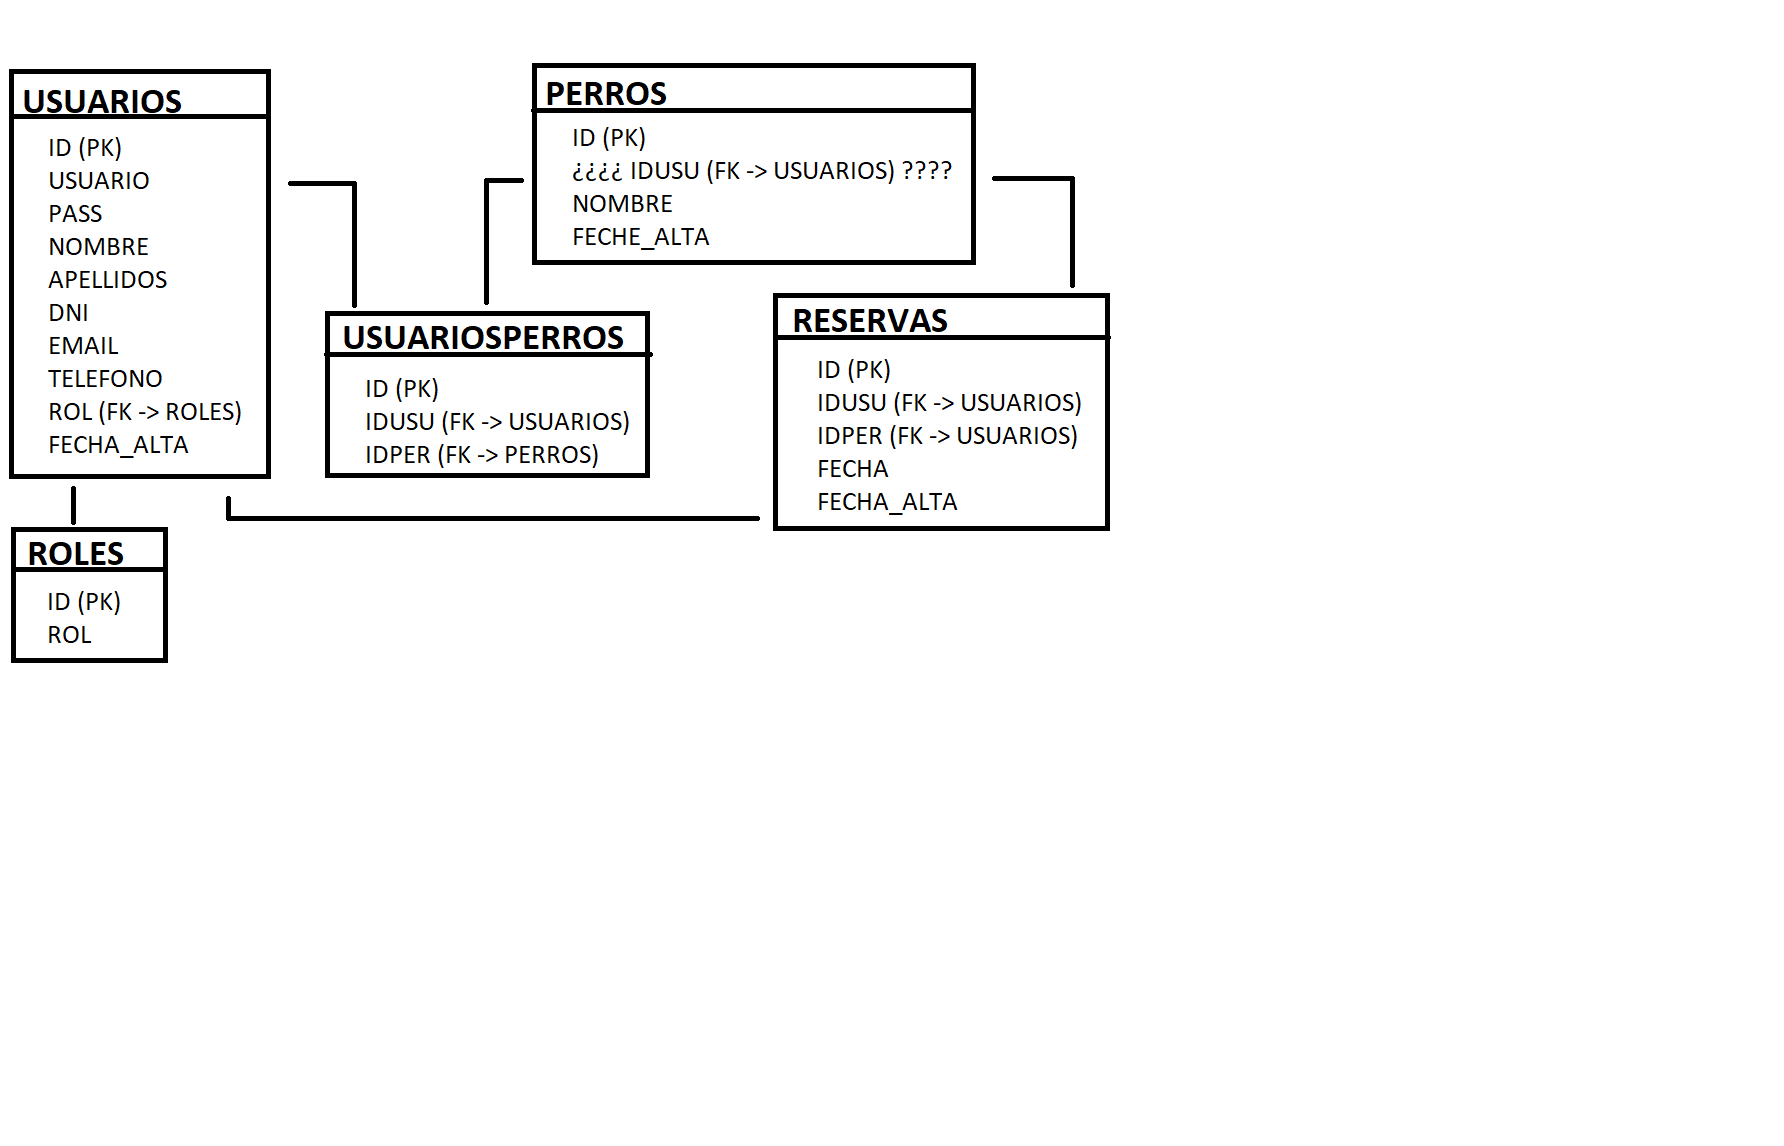 USUARIOS
ID (PK)
USUARIO
PASS
NOMBRE
APELLIDOS
DNI
EMAIL
TELEFONO
ROL (FK -> ROLES)
FECHA_ALTA
PERROS
ID (PK)
¿¿¿¿ IDUSU (FK -> USUARIOS) ????
NOMBRE
FECHE_ALTA
USUARIOSPERROS
ID (PK)
IDUSU (FK -> USUARIOS)
IDPER (FK -> PERROS)
RESERVAS
ID (PK)
IDUSU (FK -> USUARIOS)
IDPER (FK -> USUARIOS)
FECHA
FECHA_ALTA
ROLES
ID (PK)
ROL